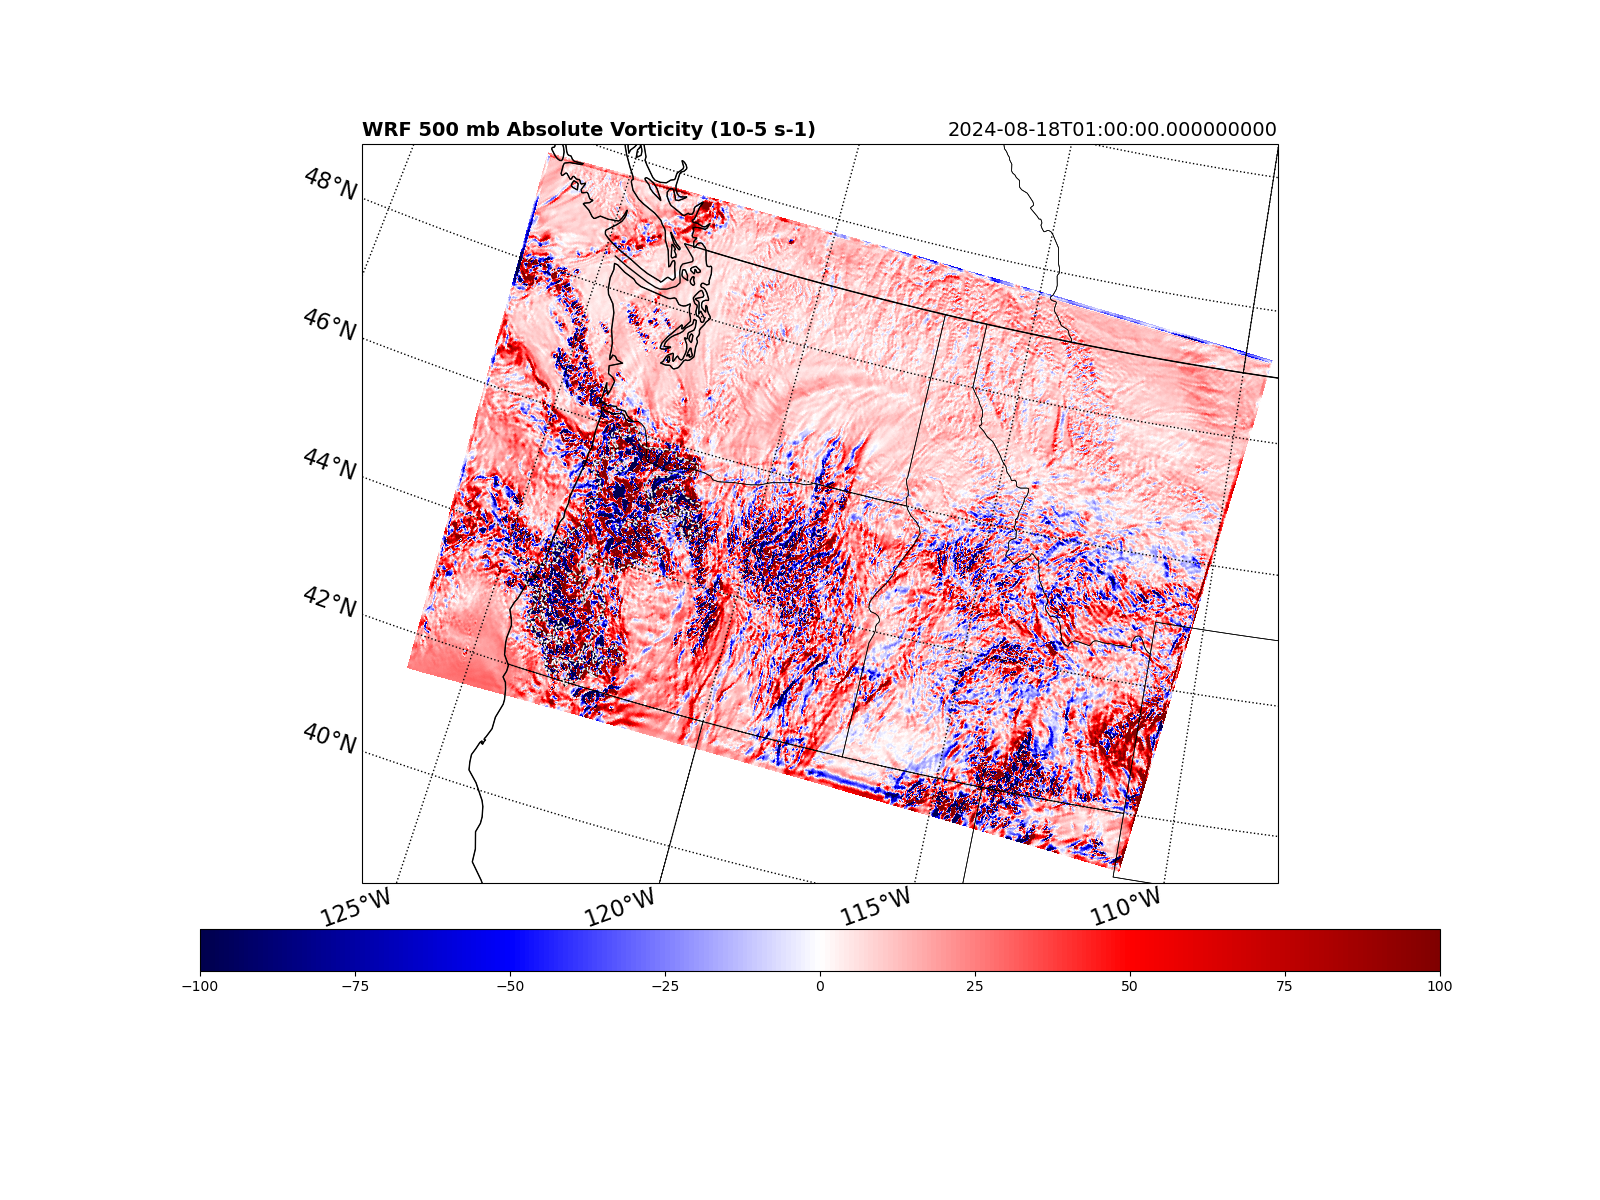 WRF 500 mb Absolute Vorticity (10-5 s-1)
2024-08-18T01:00:00.000000000
48°N
46°N
44°N
42°N
40°N
125°W
120°W
115°W
110°W
−100
−75
−50
−25
0
25
50
75
100